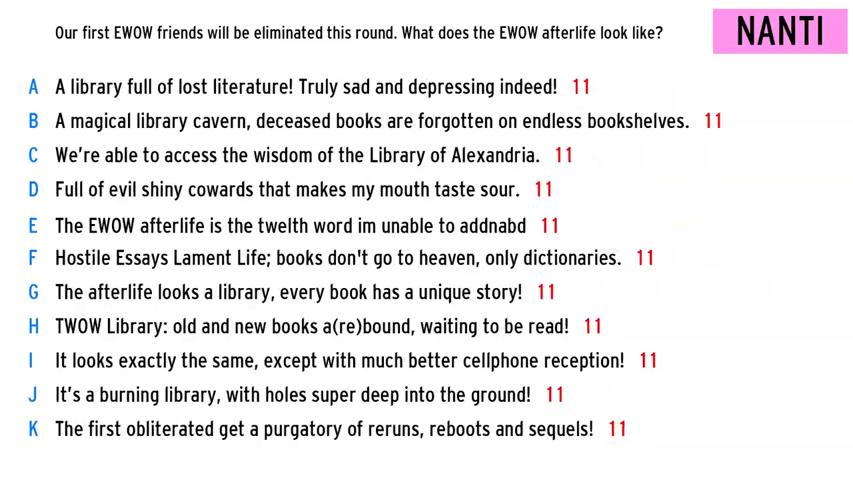 Our first EWOW friends will be eliminated this round. What does the EWOW afterlife look like?
NANTI
A A library full of lost literature! Truly sad and depressing indeed! 11
B A magical library cavern, deceased books are forgotten on endless bookshelves. 11
C We're able to access the wisdom of the Library of Alexandria. 11
D Full of evil shiny cowards that makes my mouth taste sour. 11
E The EWOW afterlife is the twelth word im unable to addnabd 11
F Hostile Essays Lament Life; books don't go to heaven, only dictionaries. 11
G The afterlife looks a library, every book has a unique story! 11
H TWOW Library: old and new books a(re)bound, waiting to be read! 11
I It looks exactly the same, except with much better cellphone reception! 11
J It's a burning library, with holes super deep into the ground! 11
K The first obliterated get a purgatory of reruns, reboots and sequels! 11